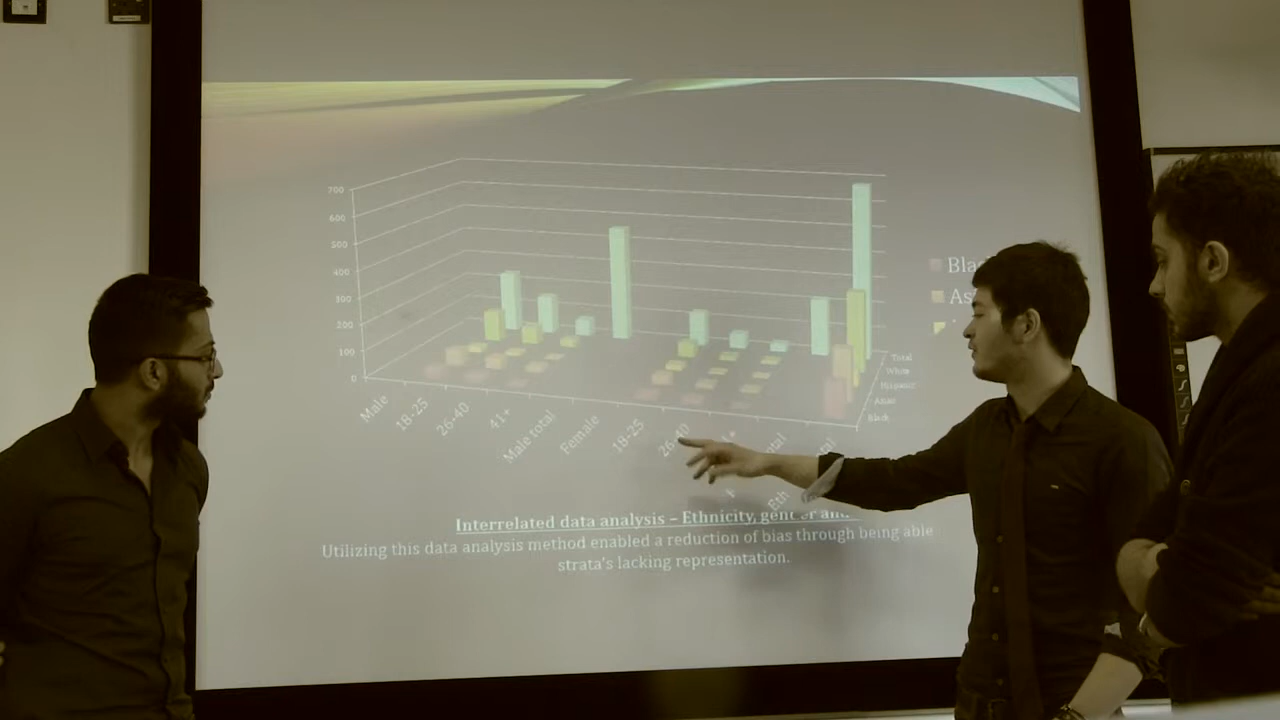 700
600
500
400
300
200
100
0
Male
18-25
26-40
41+
Male total
Female
18-25
26-40
Total
White
Hispanic
Asian
Black
Interrelated data analysis – Ethnicity, gender
Utilizing this data analysis method enabled a reduction of bias through being able
strata's lacking representation.